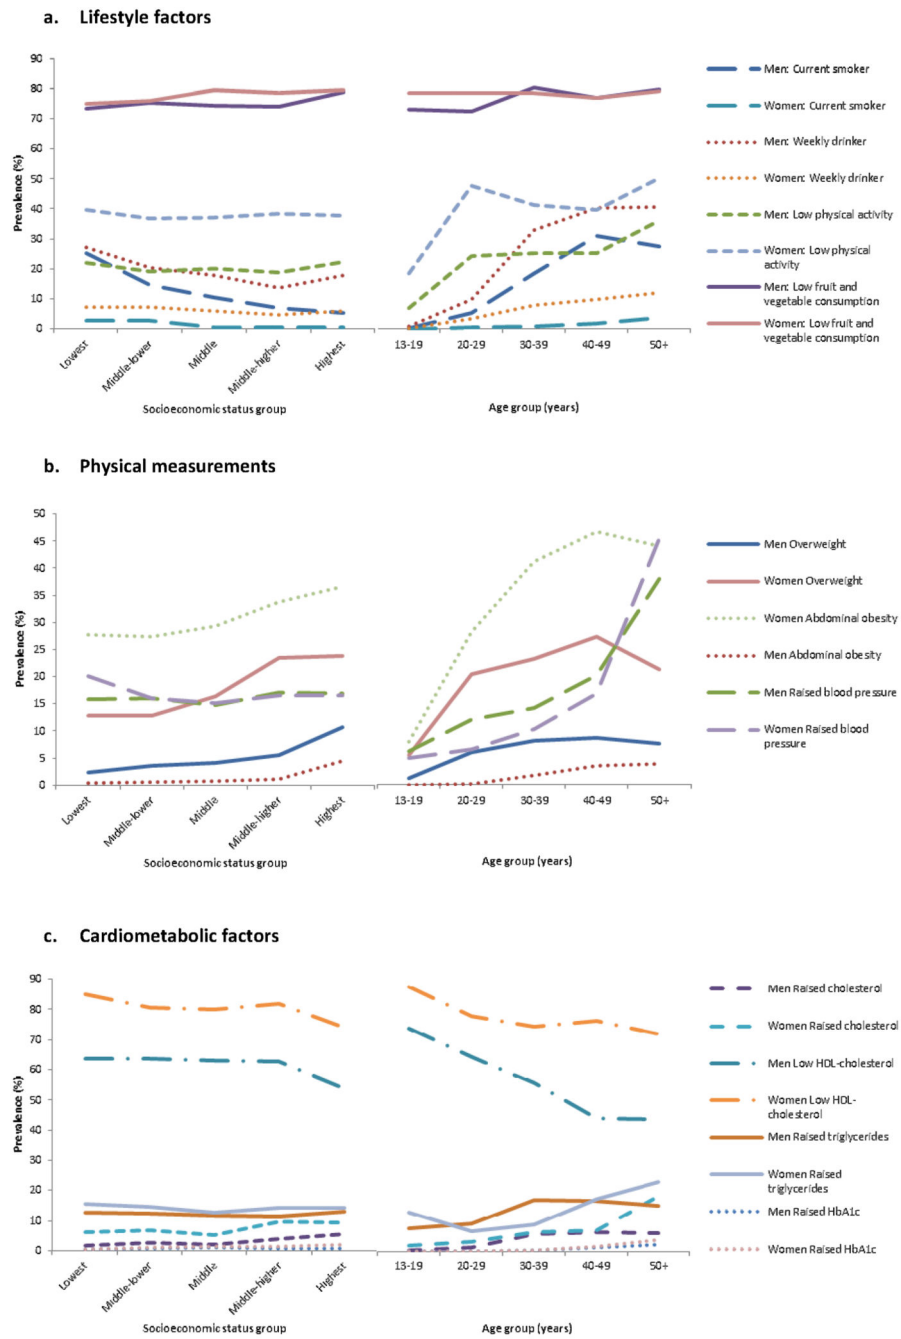 a. Lifestyle factors
90
80
70
60
50
40
30
20
10
0
Prevalence (%)
Lowest
Middle-lower
Middle
Middle-higher
Highest
Socioeconomic status group
13-19
20-29
30-39
40-49
50+
Age group (years)
Men: Current smoker
Women: Current smoker
Men: Weekly drinker
Women: Weekly drinker
Men: Low physical activity
Women: Low physical
activity
Men: Low fruit and
vegetable consumption
Women: Low fruit and
vegetable consumption
b. Physical measurements
50
45
40
35
30
25
20
15
10
5
0
Prevalence (%)
Lowest
Middle-lower
Middle
Middle-higher
Highest
Socioeconomic status group
13-19
20-29
30-39
40-49
50+
Age group (years)
Men Overweight
Women Overweight
Women Abdominal obesity
Men Abdominal obesity
Men Raised blood pressure
Women Raised blood
pressure
c. Cardiometabolic factors
90
80
70
60
50
40
30
20
10
0
Prevalence (%)
Lowest
Middle-lower
Middle
Middle-higher
Highest
Socioeconomic status group
13-19
20-29
30-39
40-49
50+
Age group (years)
Men Raised cholesterol
Women Raised cholesterol
Men Low HDL-cholesterol
Women Low HDL-
cholesterol
Men Raised triglycerides
Women Raised
triglycerides
Men Raised HbA1c
Women Raised HbA1c